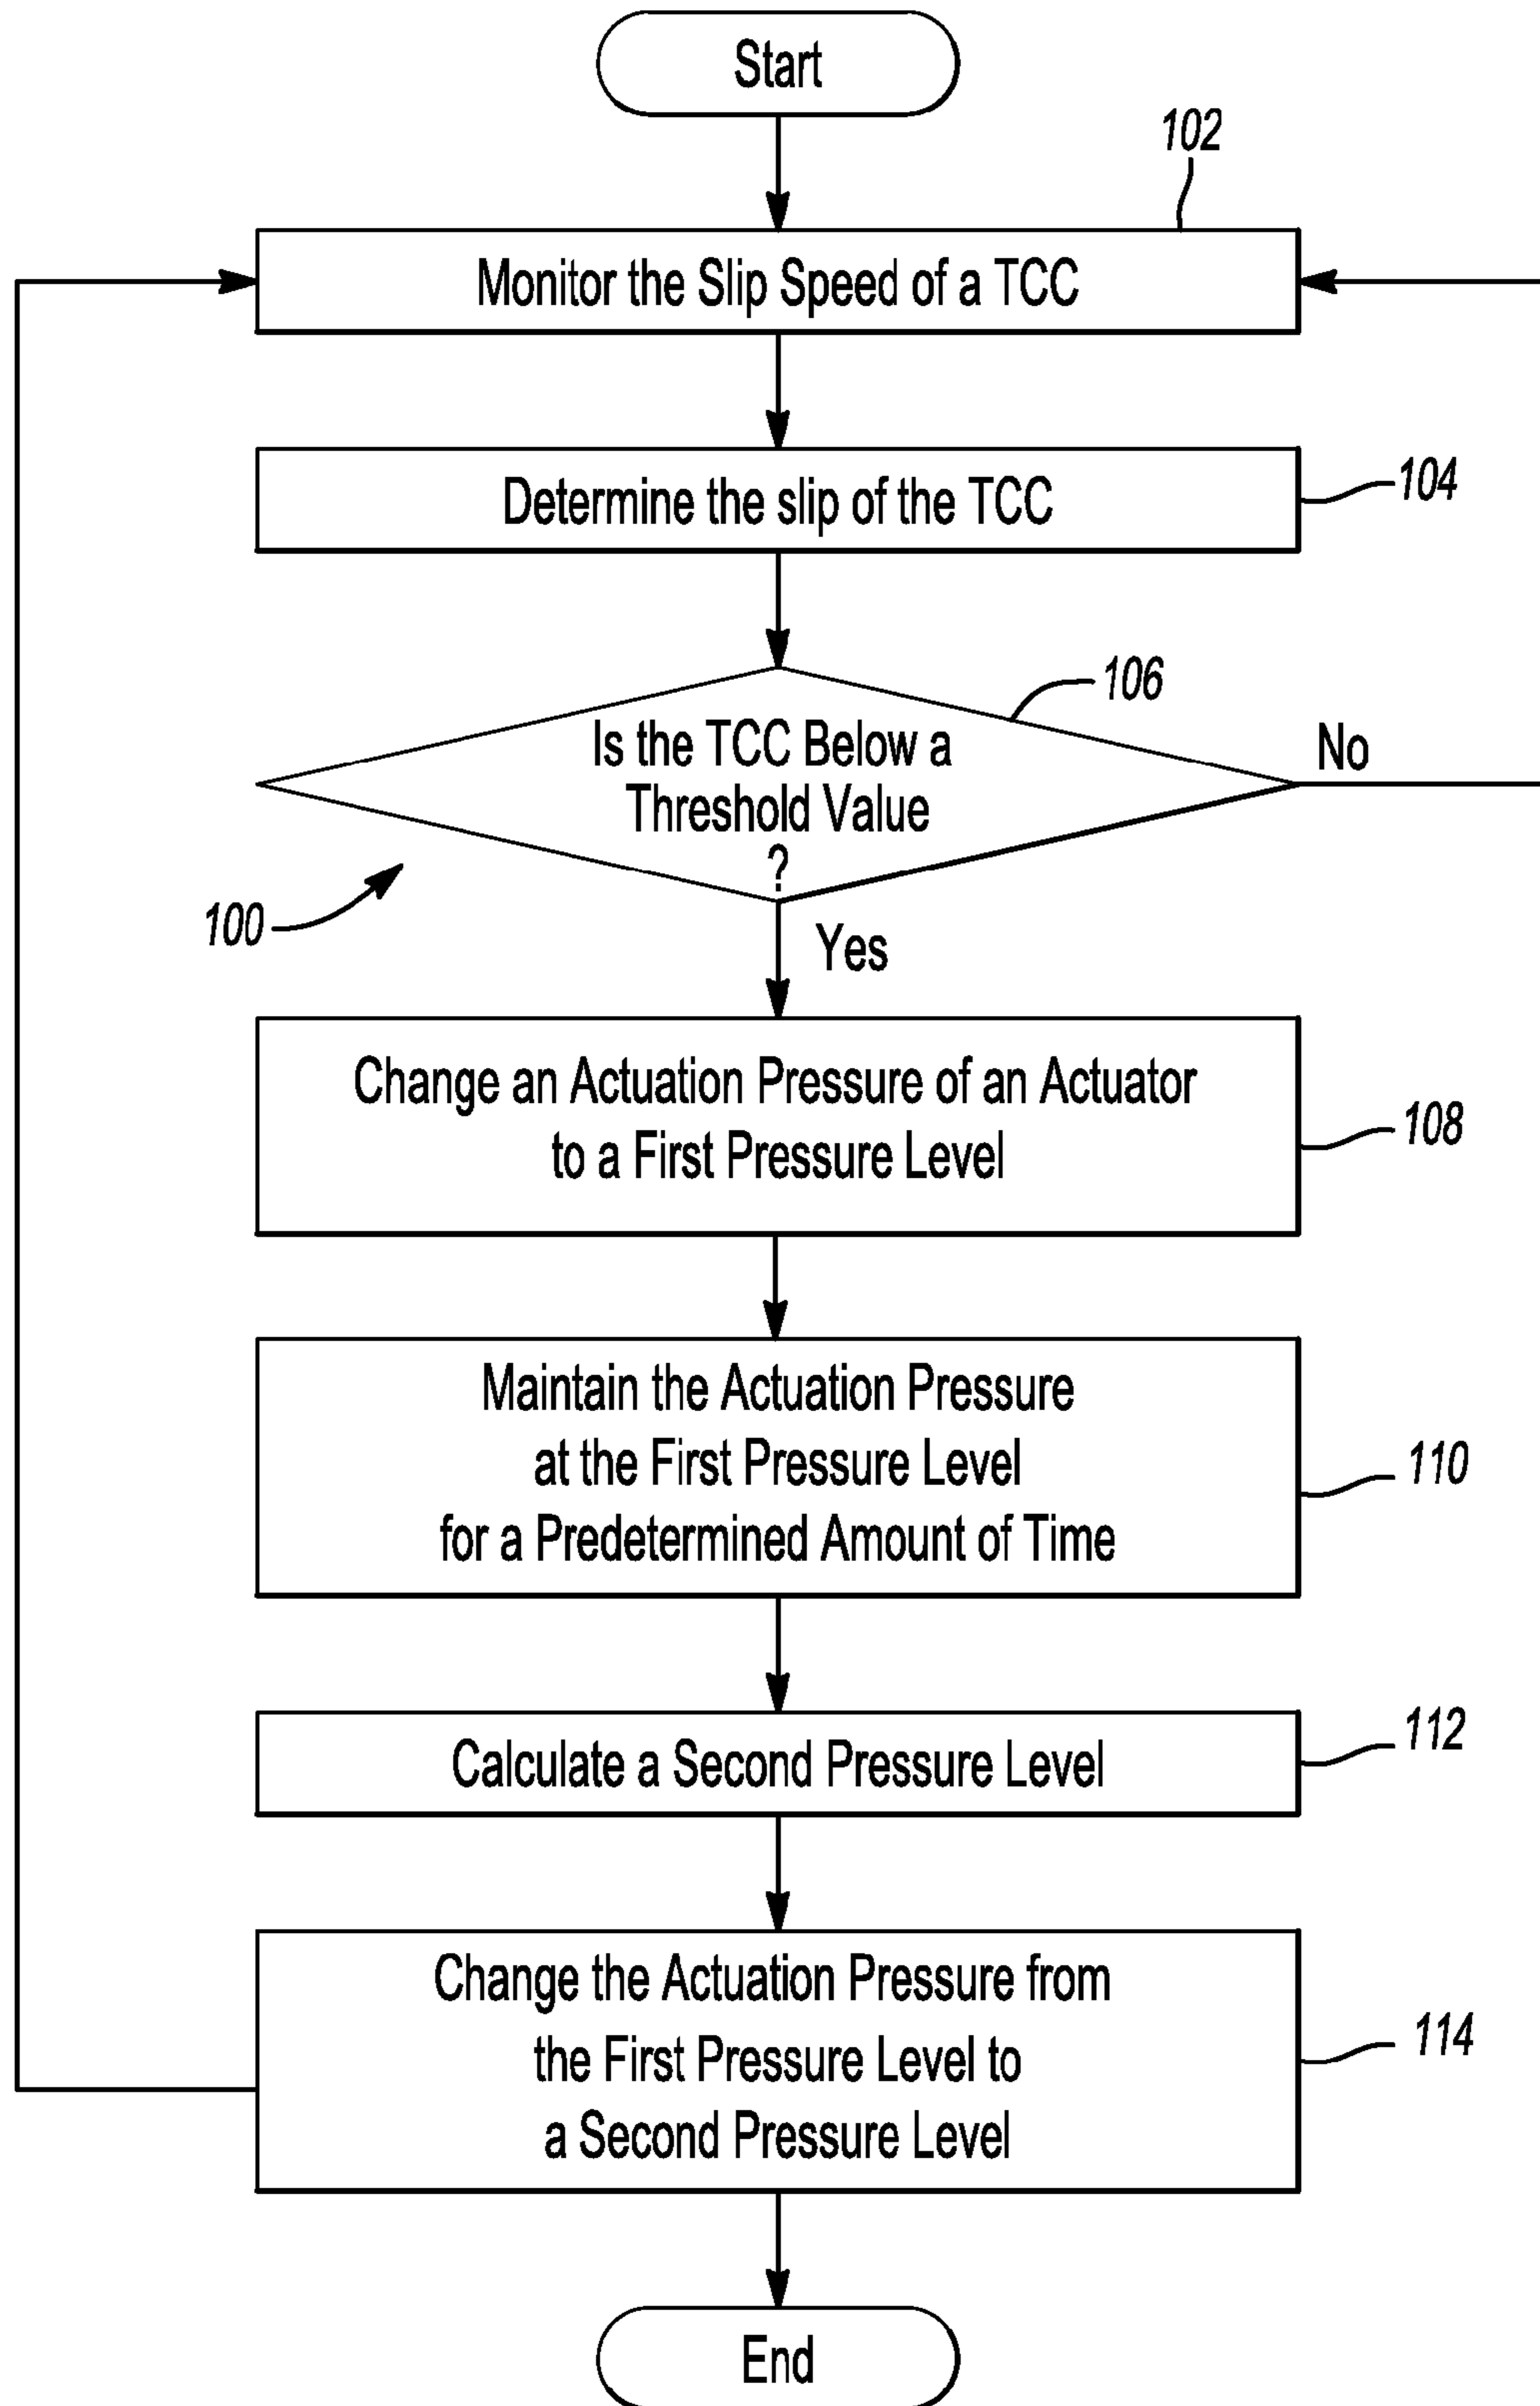 Start
102
Monitor the Slip Speed of a TCC
Determine the slip of the TCC
104
106
Is the TCC Below a
Threshold Value
?
No
100
Yes
Change an Actuation Pressure of an Actuator
to a First Pressure Level
108
Maintain the Actuation Pressure
at the First Pressure Level
for a Predetermined Amount of Time
110
Calculate a Second Pressure Level
112
Change the Actuation Pressure from
the First Pressure Level to
a Second Pressure Level
114
End